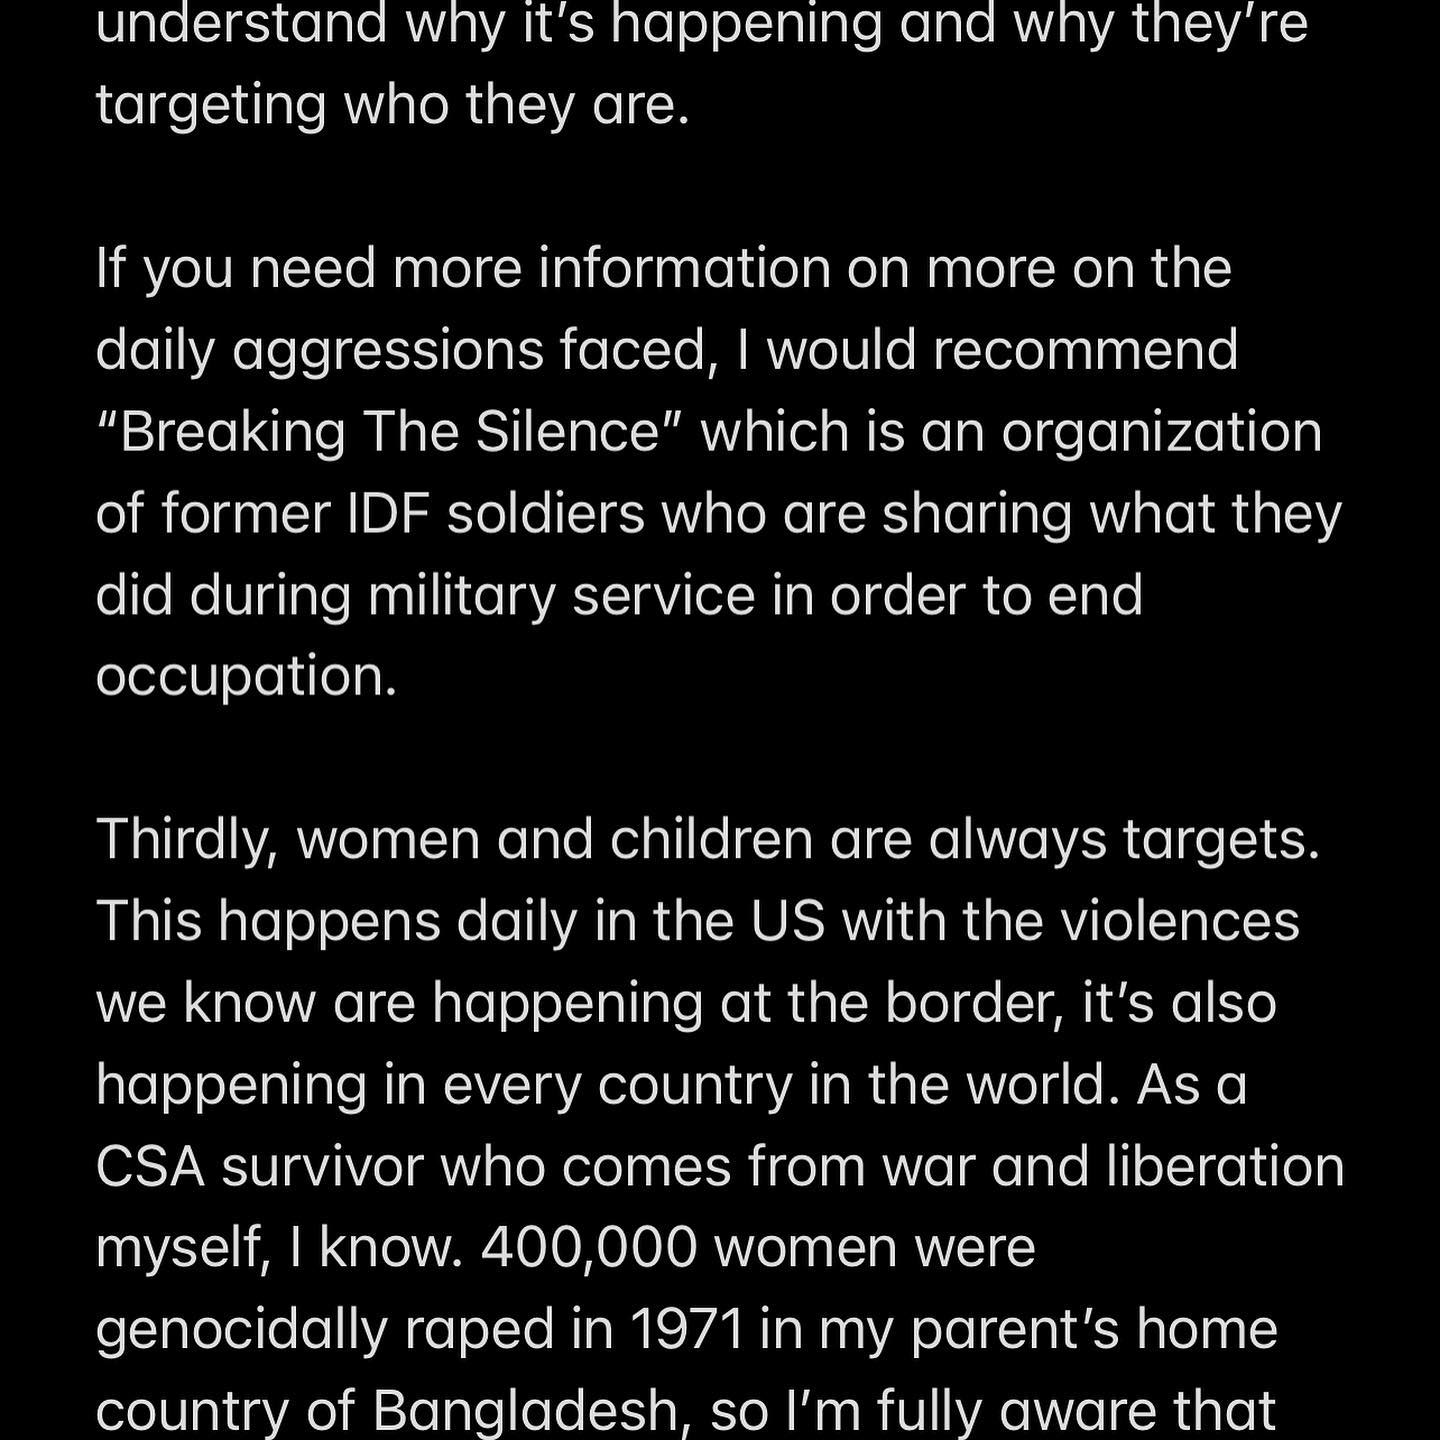 understand why it’s happening and why they’re
targeting who they are.
If you need more information on more on the
daily aggressions faced, I would recommend
“Breaking The Silence” which is an organization
of former IDF soldiers who are sharing what they
did during military service in order to end
occupation.
Thirdly, women and children are always targets.
This happens daily in the US with the violences
we know are happening at the border, it’s also
happening in every country in the world. As a
CSA survivor who comes from war and liberation
myself, I know. 400,000 women were
genocidally raped in 1971 in my parent’s home
country of Bangladesh, so I’m fully aware that